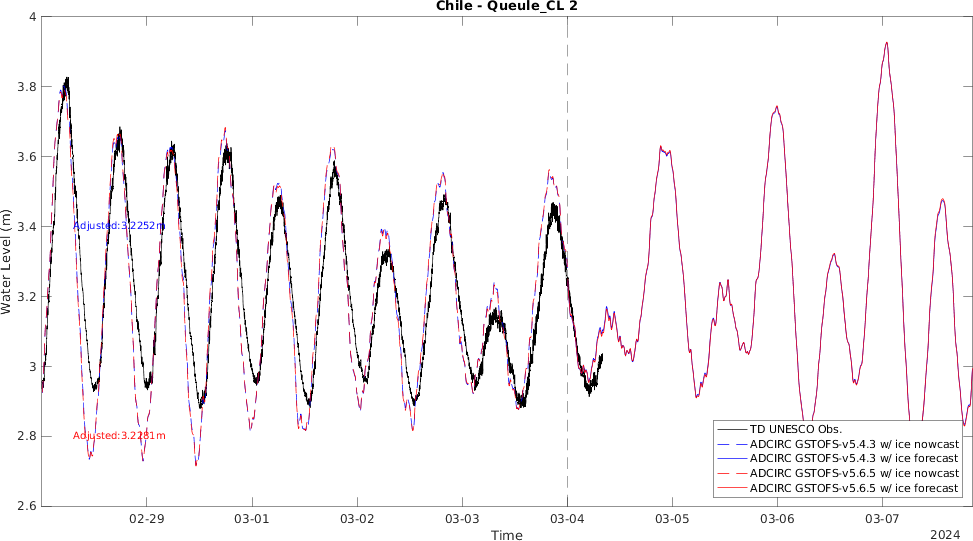 Chile - Queule_CL 2
4
3.8
3.6
3.4
3.2
3
2.8
2.6
Water Level (m)
Adjusted:3.2252m
Adjusted:3.2281m
TD UNESCO Obs.
ADCIRC GSTOFS-v5.4.3 w/ ice nowcast
ADCIRC GSTOFS-v5.4.3 w/ ice forecast
ADCIRC GSTOFS-v5.6.5 w/ ice nowcast
ADCIRC GSTOFS-v5.6.5 w/ ice forecast
02-29 03-01 03-02 03-03 03-04 03-05 03-06 03-07
Time
2024